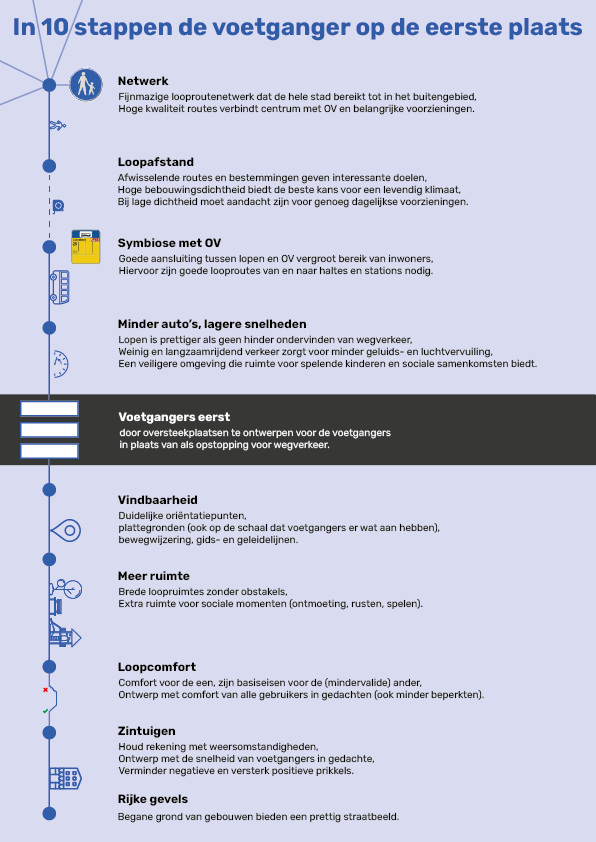 In 10 stappen de voetganger op de eerste plaats
Netwerk
Fijnmazige looproutenetwerk dat de hele stad bereikt tot in het buitengebied,
Hoge kwaliteit routes verbindt centrum met OV en belangrijke voorzieningen.
Loopafstand
Afwisselende routes en bestemmingen geven interessante doelen,
Hoge bebouwingsdichtheid biedt de beste kans voor een levendig klimaat,
Bij lage dichtheid moet aandacht zijn voor genoeg dagelijkse voorzieningen.
Symbiose met OV
Goede aansluiting tussen lopen en OV vergroot bereik van inwoners,
Hiervoor zijn goede looproutes van en naar haltes en stations nodig.
Minder auto's, lagere snelheden
Lopen is prettiger als geen hinder ondervinden van wegverkeer,
Weinig en langzaamrijdend verkeer zorgt voor minder geluids- en luchtvervuiling,
Een veiligere omgeving die ruimte voor spelende kinderen en sociale samenkomsten biedt.
Voetgangers eerst
door oversteekplaatsen te ontwerpen voor de voetgangers
in plaats van als opstopping voor wegverkeer.
Vindbaarheid
Duidelijke oriëntatiepunten,
plattegronden (ook op de schaal dat voetgangers er wat aan hebben),
bewegwijzering, gids- en geleidelijnen.
Meer ruimte
Brede loopruimtes zonder obstakels,
Extra ruimte voor sociale momenten (ontmoeting, rusten, spelen).
Loopcomfort
Comfort voor de een, zijn basiseisen voor de (mindervalide) ander,
Ontwerp met comfort van alle gebruikers in gedachten (ook minder beperkten).
Zintuigen
Houd rekening met weersomstandigheden,
Ontwerp met de snelheid van voetgangers in gedachte,
Verminder negatieve en versterk positieve prikkels.
Rijke gevels
Begane grond van gebouwen bieden een prettig straatbeeld.